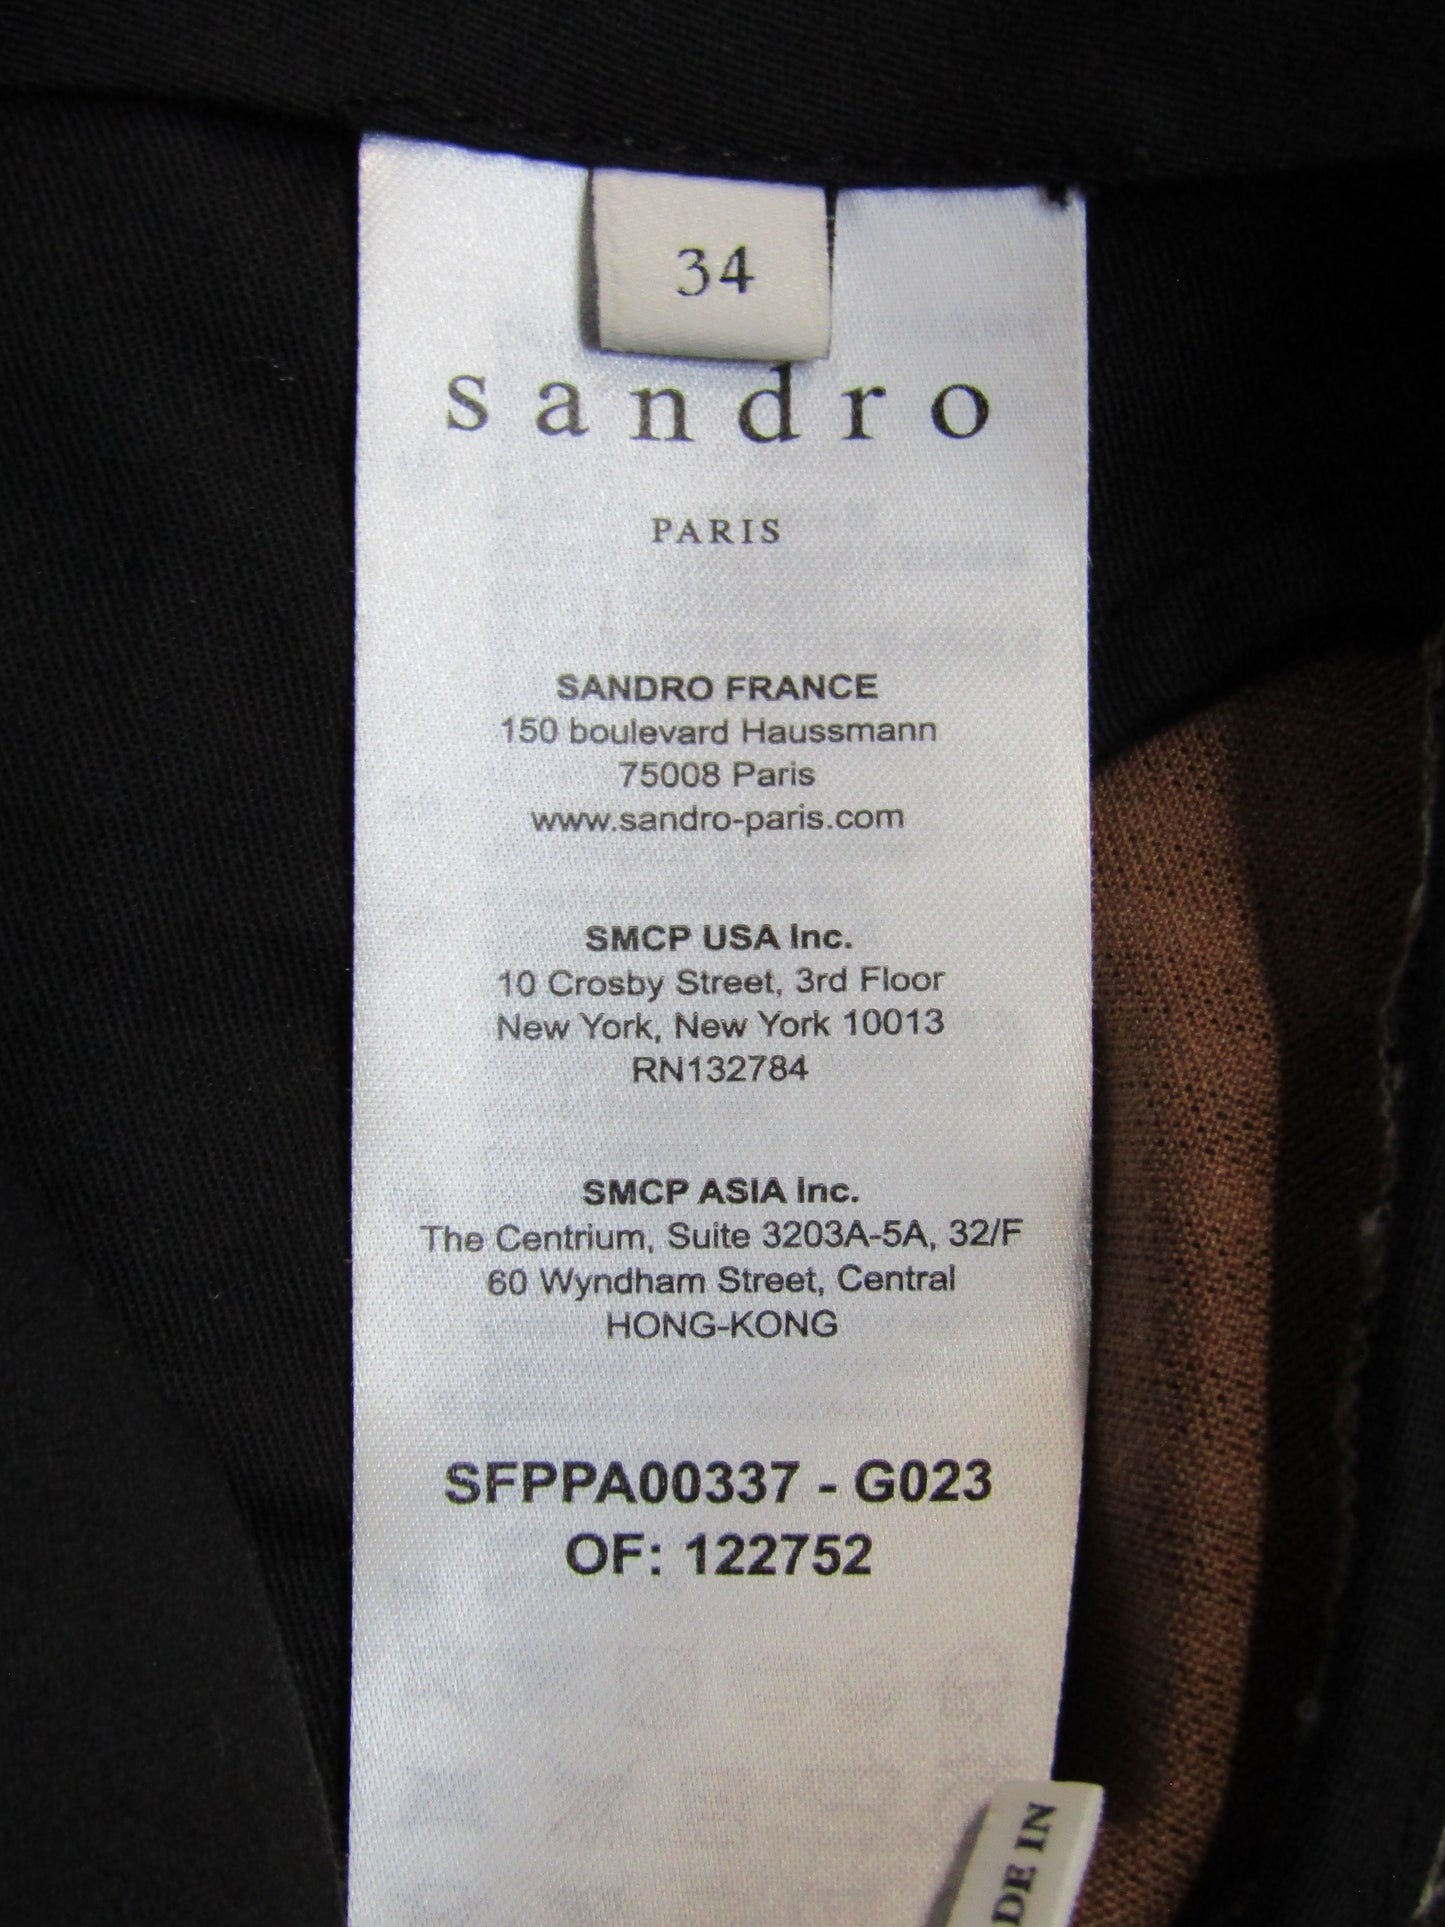 34
sandro
PARIS
SANDRO FRANCE
150 boulevard Haussmann
75008 Paris
www.sandro-paris.com
SMCP USA Inc.
10 Crosby Street, 3rd Floor
New York, New York 10013
RN132784
SMCP ASIA Inc.
The Centrium, Suite 3203A-5A, 32/F
60 Wyndham Street, Central
HONG-KONG
SFPPA00337 - G023
OF: 122752
DE IN